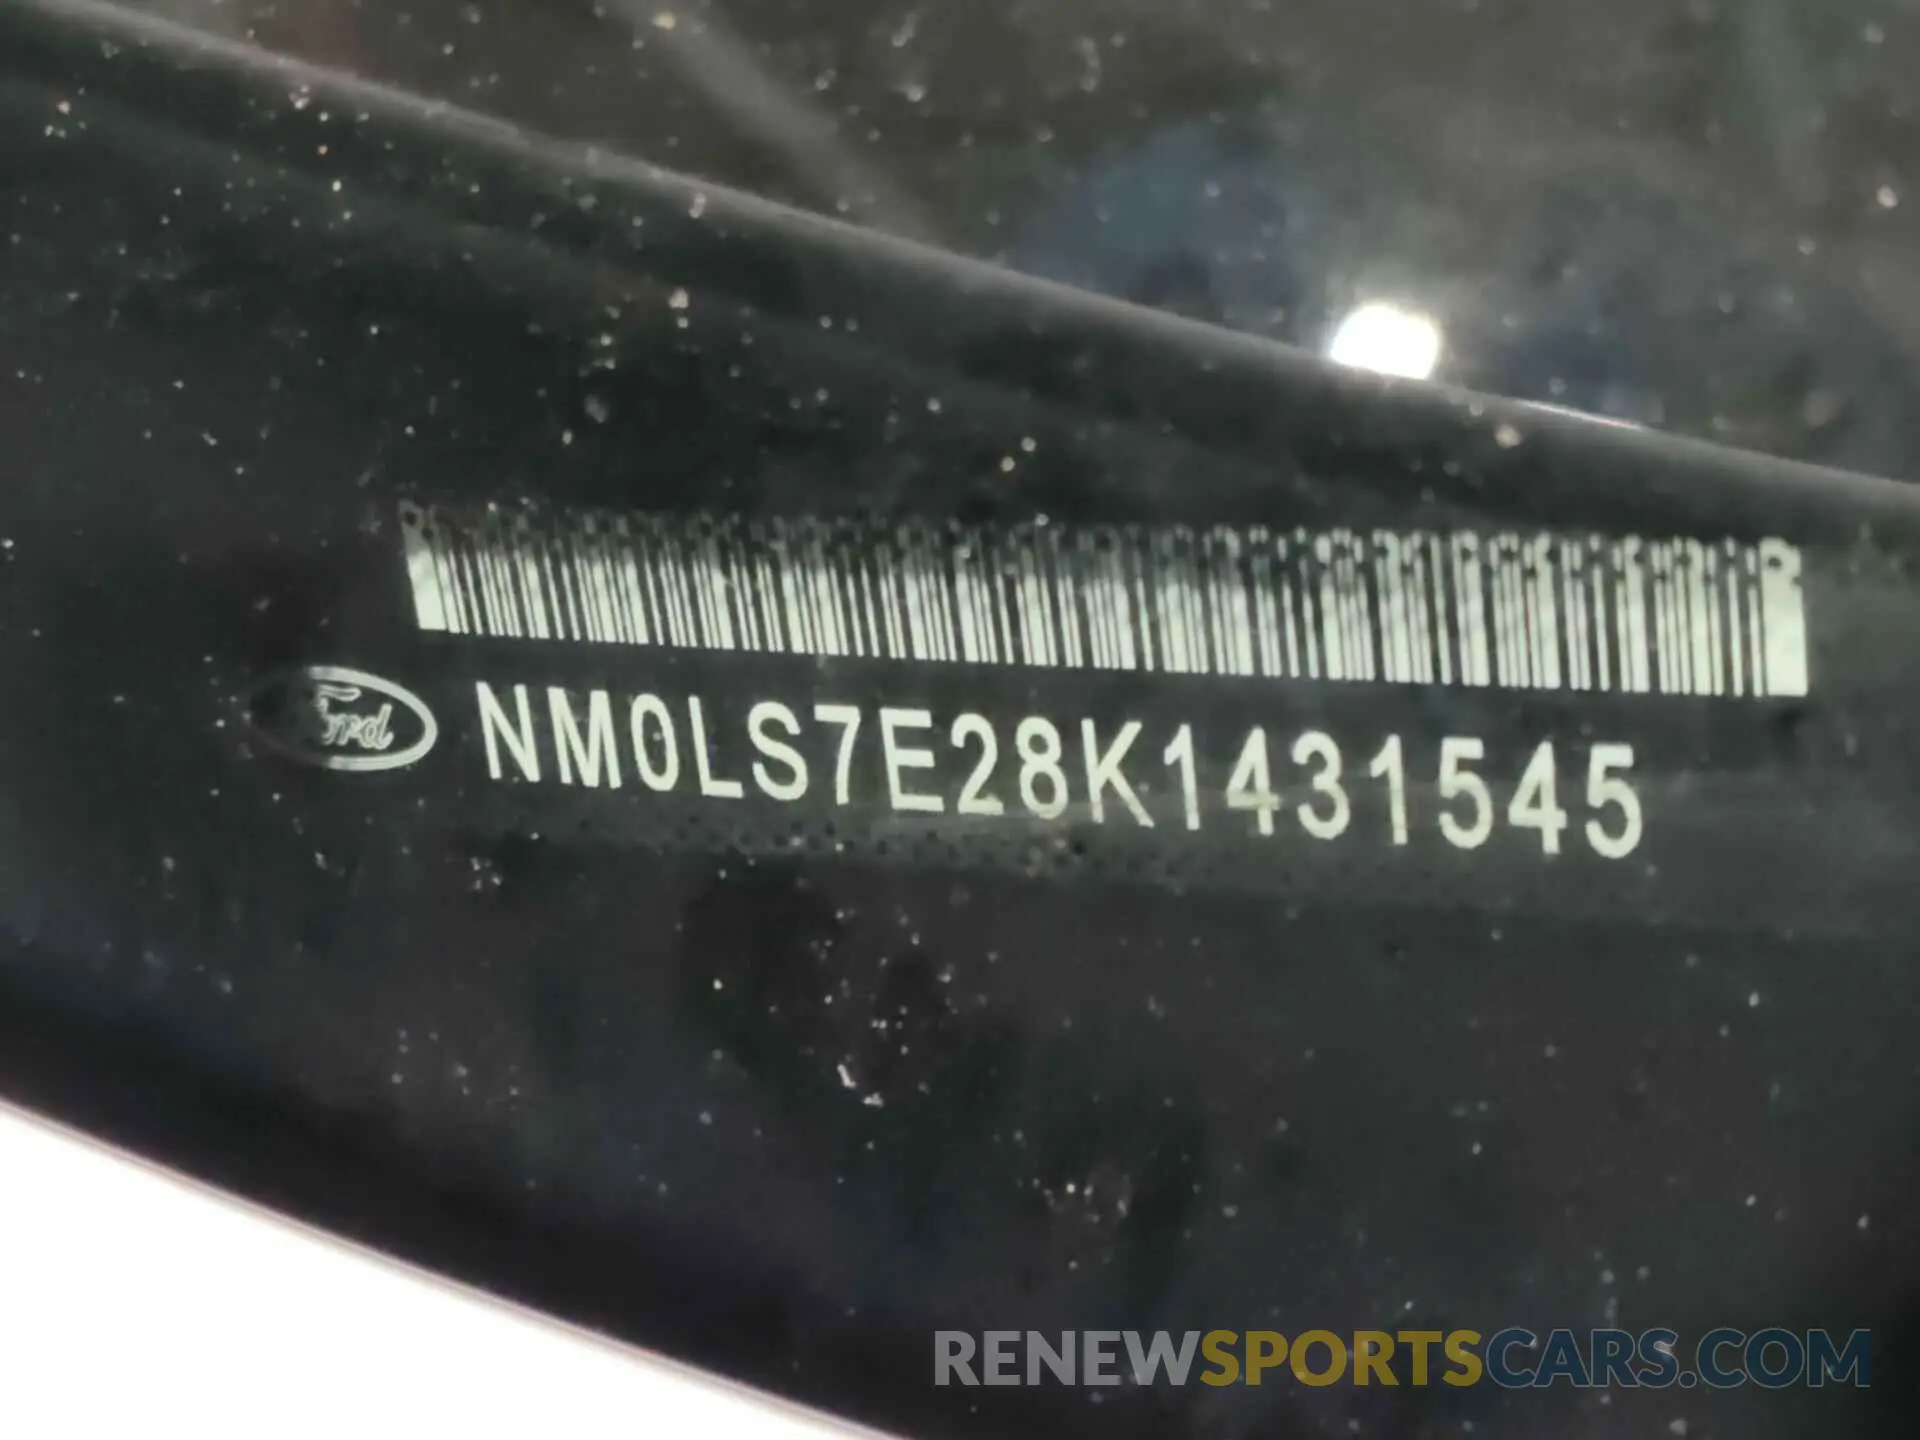 Ford NM0LS7E28K1431545
RENEWSPORTSCARS.COM